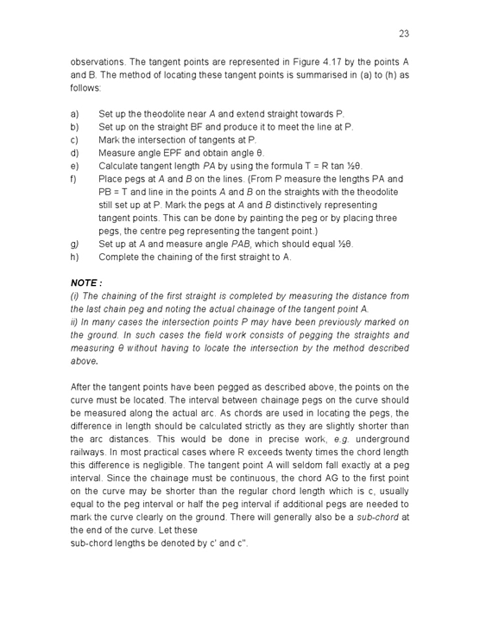 23
observations. The tangent points are represented in Figure 4.17 by the points A
and B. The method of locating these tangent points is summarised in (a) to (h) as
follows:
a) Set up the theodolite near A and extend straight towards P.
b) Set up on the straight BF and produce it to meet the line at P.
c) Mark the intersection of tangents at P.
d) Measure angle EPF and obtain angle θ.
e) Calculate tangent length PA by using the formula T = R tan ½θ.
f) Place pegs at A and B on the lines. (From P measure the lengths PA and
PB = T and line in the points A and B on the straights with the theodolite
still set up at P. Mark the pegs at A and B distinctively representing
tangent points. This can be done by painting the peg or by placing three
pegs, the centre peg representing the tangent point.)
g) Set up at A and measure angle PAB, which should equal ½θ.
h) Complete the chaining of the first straight to A.
NOTE :
(i) The chaining of the first straight is completed by measuring the distance from
the last chain peg and noting the actual chainage of the tangent point A.
ii) In many cases the intersection points P may have been previously marked on
the ground. In such cases the field work consists of pegging the straights and
measuring θ without having to locate the intersection by the method described
above.
After the tangent points have been pegged as described above, the points on the
curve must be located. The interval between chainage pegs on the curve should
be measured along the actual arc. As chords are used in locating the pegs, the
difference in length should be calculated strictly as they are slightly shorter than
the arc distances. This would be done in precise work, e.g. underground
railways. In most practical cases where R exceeds twenty times the chord length
this difference is negligible. The tangent point A will seldom fall exactly at a peg
interval. Since the chainage must be continuous, the chord AG to the first point
on the curve may be shorter than the regular chord length which is c, usually
equal to the peg interval or half the peg interval if additional pegs are needed to
mark the curve clearly on the ground. There will generally also be a sub-chord at
the end of the curve. Let these
sub-chord lengths be denoted by c' and c".